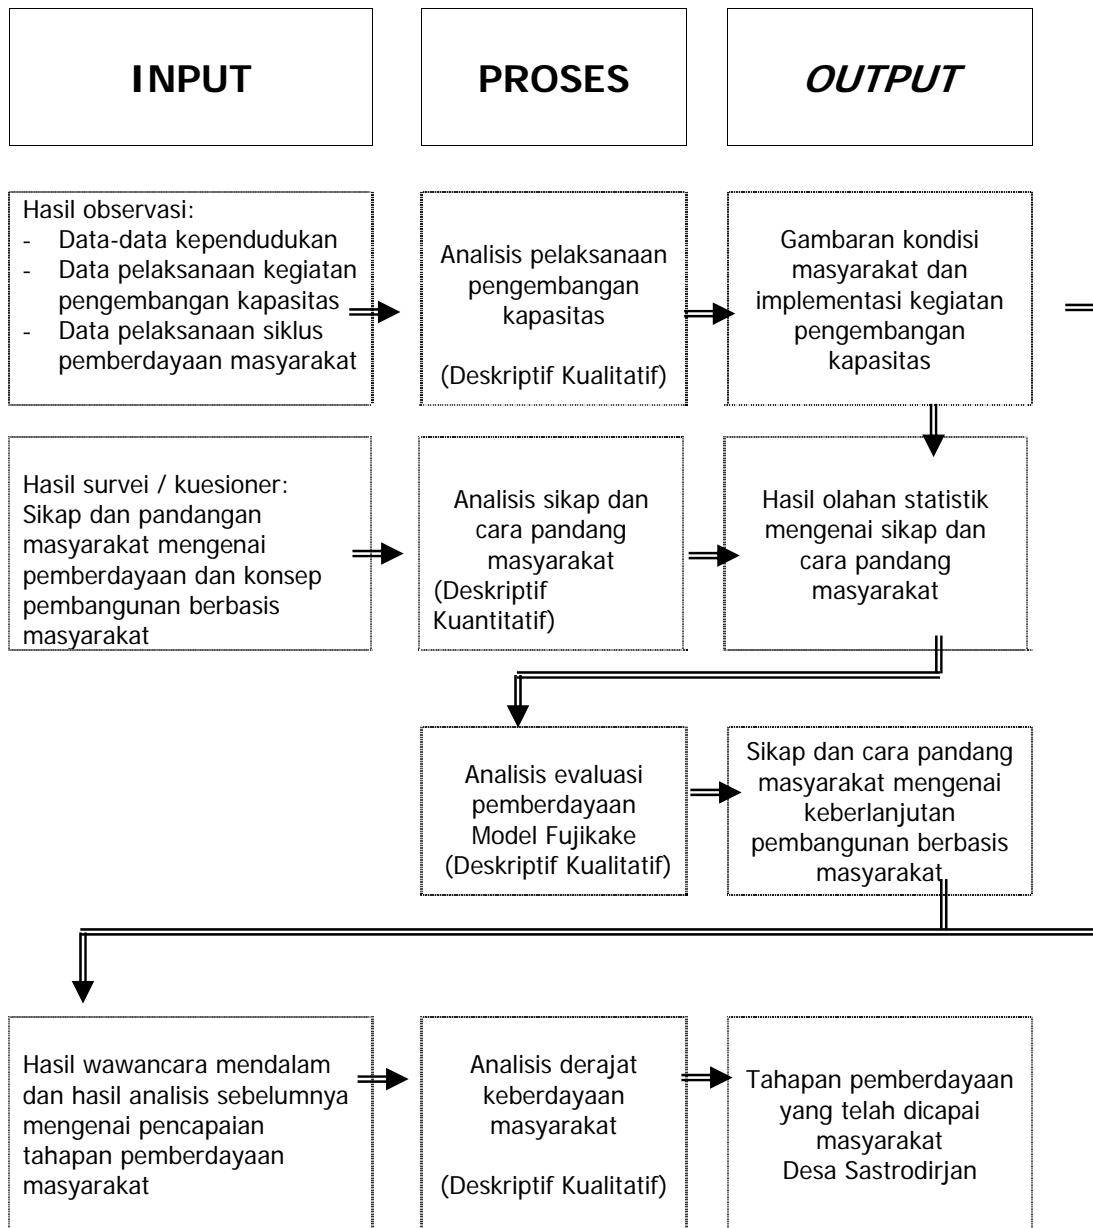 INPUT
PROSES
OUTPUT
Hasil observasi:
- Data-data kependudukan
- Data pelaksanaan kegiatan
pengembangan kapasitas
- Data pelaksanaan siklus
pemberdayaan masyarakat
Analisis pelaksanaan
pengembangan
kapasitas
(Deskriptif Kualitatif)
Gambaran kondisi
masyarakat dan
implementasi kegiatan
pengembangan
kapasitas
Hasil survei / kuesioner:
Sikap dan pandangan
masyarakat mengenai
pemberdayaan dan konsep
pembangunan berbasis
masyarakat
Analisis sikap dan
cara pandang
masyarakat
(Deskriptif
Kuantitatif)
Hasil olahan statistik
mengenai sikap dan
cara pandang
masyarakat
Analisis evaluasi
pemberdayaan
Model Fujikake
(Deskriptif Kualitatif)
Sikap dan cara pandang
masyarakat mengenai
keberlanjutan
pembangunan berbasis
masyarakat
Hasil wawancara mendalam
dan hasil analisis sebelumnya
mengenai pencapaian
tahapan pemberdayaan
masyarakat
Analisis derajat
keberdayaan
masyarakat
(Deskriptif Kualitatif)
Tahapan pemberdayaan
yang telah dicapai
masyarakat
Desa Sastrodirjan